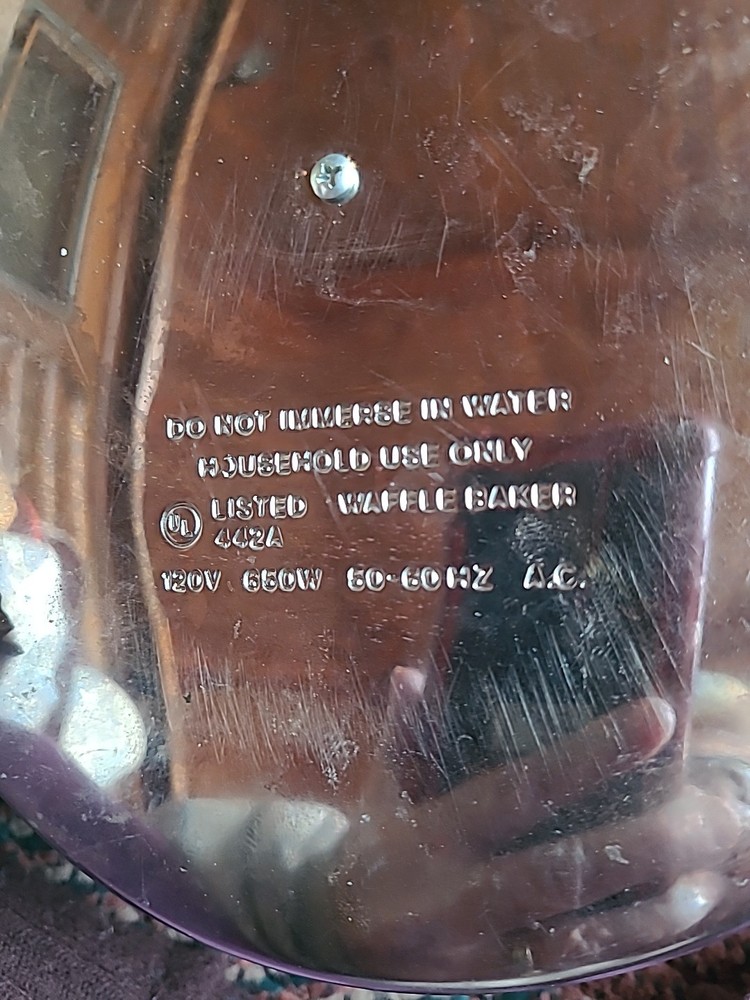 DO NOT IMMERSE IN WATER
HOUSEHOLD USE ONLY
UL LISTED WAFFLE BAKER
442A
120V 650W 50-60 HZ A.C.